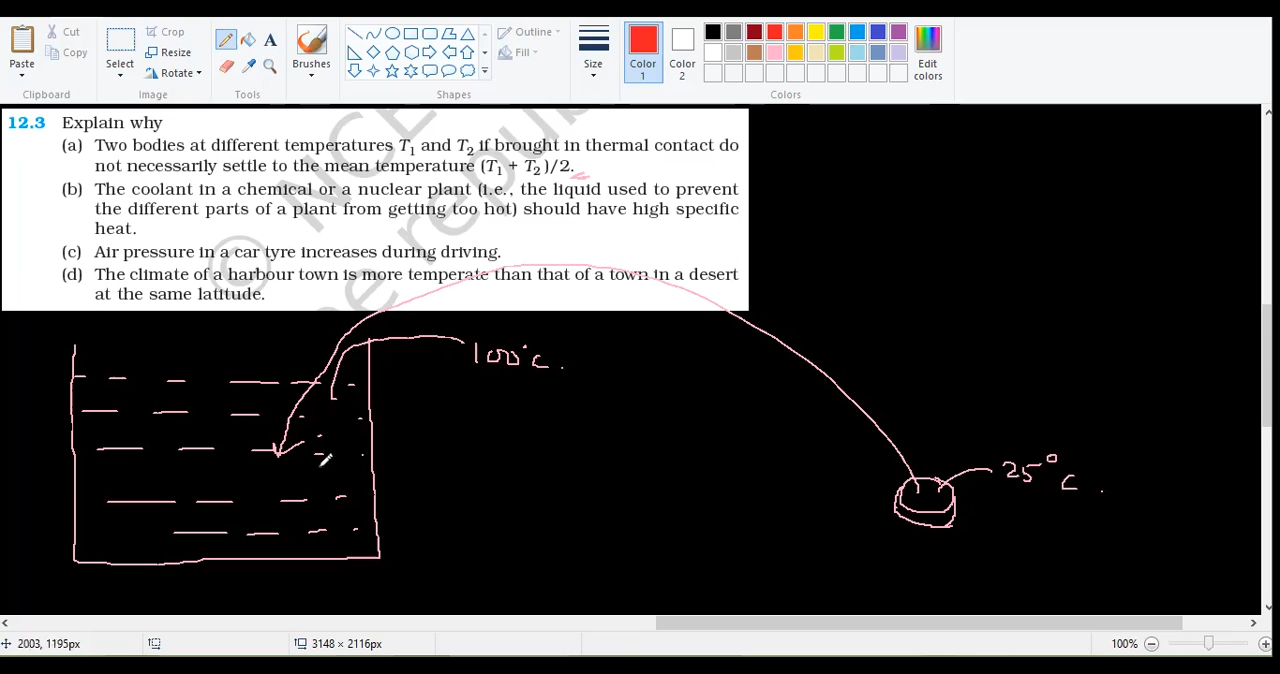 Cut
Copy
Paste
Clipboard
Select
Crop
Resize
Rotate
Image
A
Tools
Brushes
Outline
Fill
Shapes
Size
Color 1
Color 2
Edit colors
Colors
12.3 Explain why
(a) Two bodies at different temperatures T1 and T2 if brought in thermal contact do
not necessarily settle to the mean temperature (T1 + T2 )/2.
(b) The coolant in a chemical or a nuclear plant (i.e., the liquid used to prevent
the different parts of a plant from getting too hot) should have high specific
heat.
(c) Air pressure in a car tyre increases during driving.
(d) The climate of a harbour town is more temperate than that of a town in a desert
at the same latitude.
© NCE
e republ
100°C.
25°C.
2003, 1195px
3148 × 2116px
100%